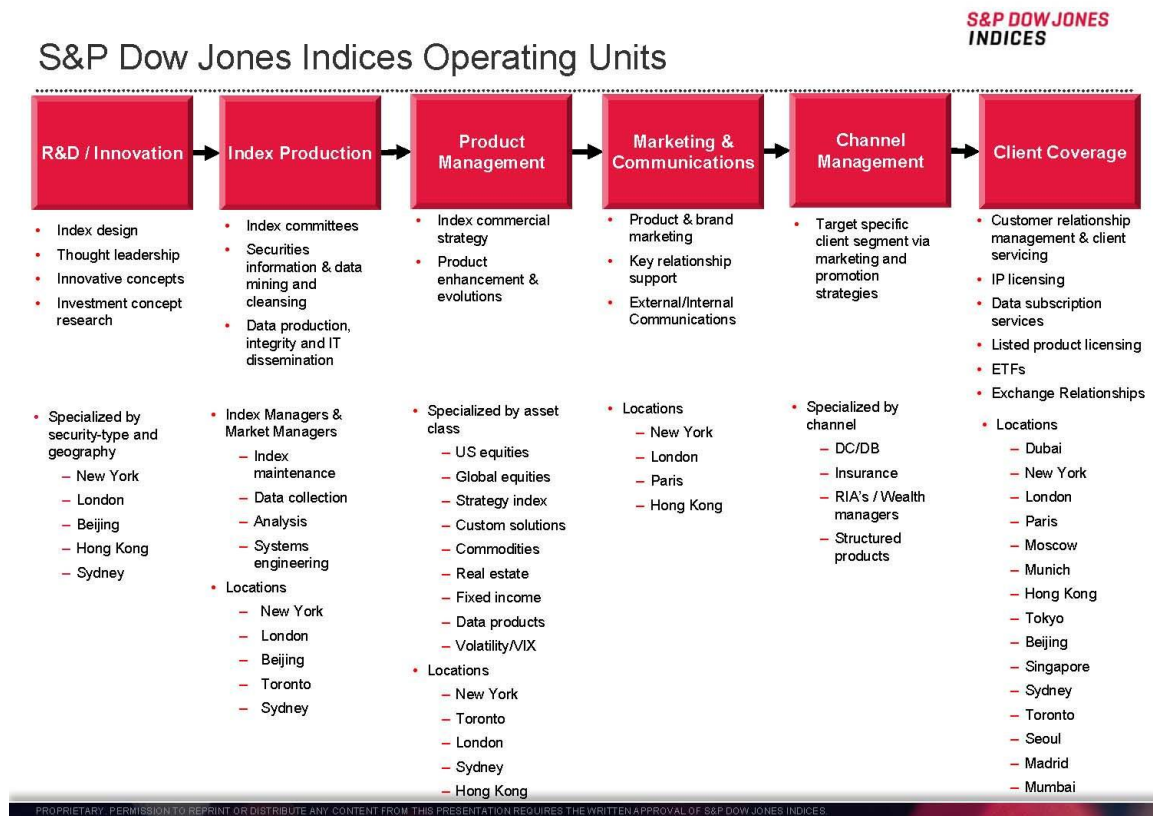 S&P DOW JONES
INDICES
S&P Dow Jones Indices Operating Units
R&D / Innovation
• Index design
• Thought leadership
• Innovative concepts
• Investment concept
research
• Specialized by
security-type and
geography
– New York
– London
– Beijing
– Hong Kong
– Sydney
Index Production
• Index committees
• Securities
information & data
mining and
cleansing
• Data production,
integrity and IT
dissemination
• Index Managers &
Market Managers
– Index
maintenance
– Data collection
– Analysis
– Systems
engineering
• Locations
– New York
– London
– Beijing
– Toronto
– Sydney
Product
Management
• Index commercial
strategy
• Product
enhancement &
evolutions
• Specialized by asset
class
– US equities
– Global equities
– Strategy index
– Custom solutions
– Commodities
– Real estate
– Fixed income
– Data products
– Volatility/VIX
• Locations
– New York
– Toronto
– London
– Sydney
– Hong Kong
Marketing &
Communications
• Product & brand
marketing
• Key relationship
support
• External/Internal
Communications
• Locations
– New York
– London
– Paris
– Hong Kong
Channel
Management
• Target specific
client segment via
marketing and
promotion
strategies
• Specialized by
channel
– DC/DB
– Insurance
– RIA's / Wealth
managers
– Structured
products
Client Coverage
• Customer relationship
management & client
servicing
• IP licensing
• Data subscription
services
• Listed product licensing
• ETFs
• Exchange Relationships
• Locations
– Dubai
– New York
– London
– Paris
– Moscow
– Munich
– Hong Kong
– Tokyo
– Beijing
– Singapore
– Sydney
– Toronto
– Seoul
– Madrid
– Mumbai
PROPRIETARY. PERMISSION TO REPRINT OR DISTRIBUTE ANY CONTENT FROM THIS PRESENTATION REQUIRES THE WRITTEN APPROVAL OF S&P DOW JONES INDICES.